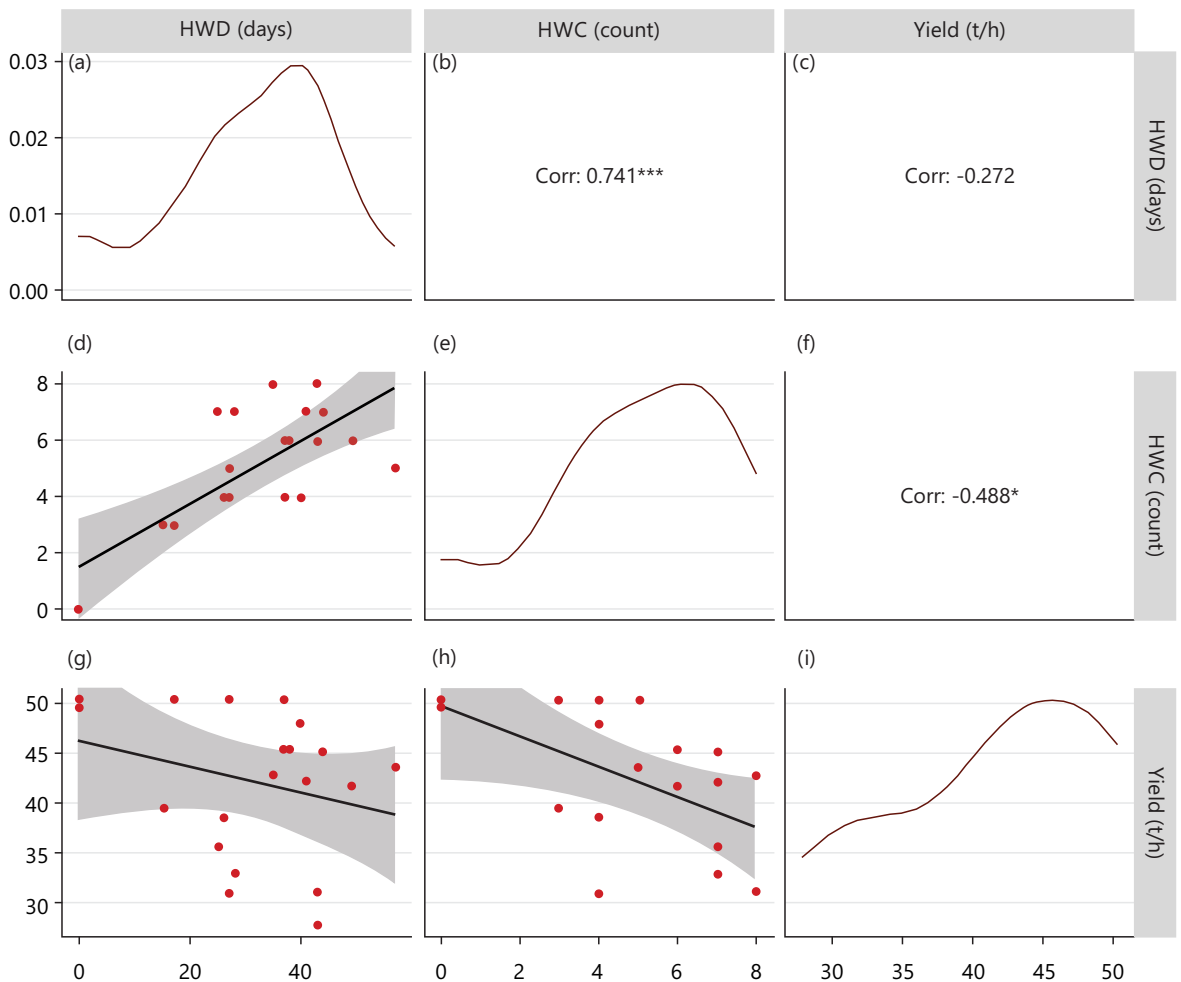 HWD (days) HWC (count) Yield (t/h)
(a) (b) (c)
0.03
0.02
0.01
0.00
Corr: 0.741*** Corr: -0.272
HWD (days)
(d) (e) (f)
8
6
4
2
0
Corr: -0.488*
HWC (count)
(g) (h) (i)
50
45
40
35
30
Yield (t/h)
0 20 40 0 2 4 6 8 30 35 40 45 50